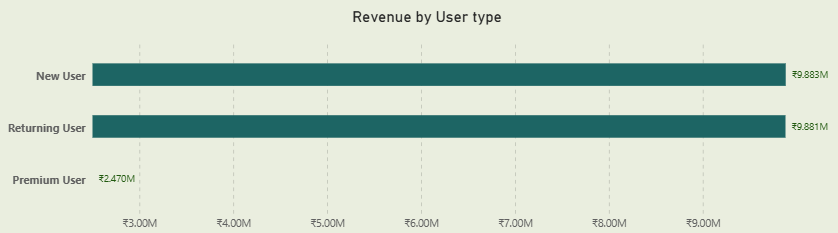 Revenue by User type
New User ₹9.883M
Returning User ₹9.881M
Premium User ₹2.470M
₹3.00M ₹4.00M ₹5.00M ₹6.00M ₹7.00M ₹8.00M ₹9.00M